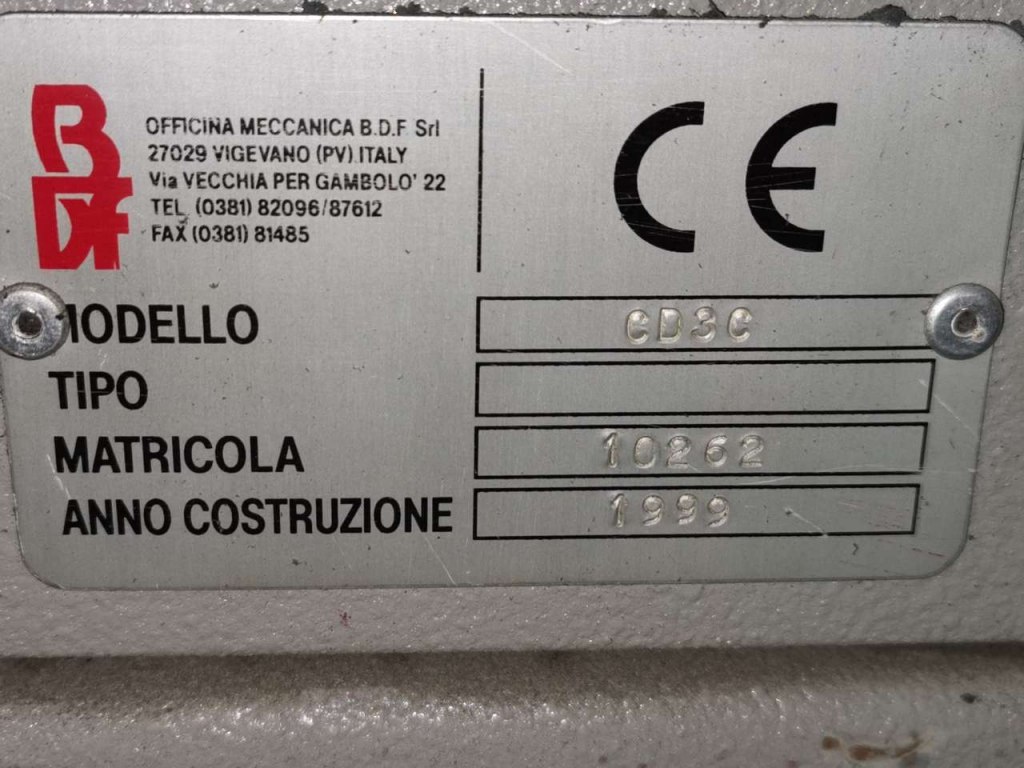 BDF
OFFICINA MECCANICA B.D.F. Srl
27029 VIGEVANO (PV) ITALY
Via VECCHIA PER GAMBOLO' 22
TEL. (0381) 82096/87612
FAX (0381) 81485
CE
MODELLO CD3C
TIPO
MATRICOLA 10262
ANNO COSTRUZIONE 1999